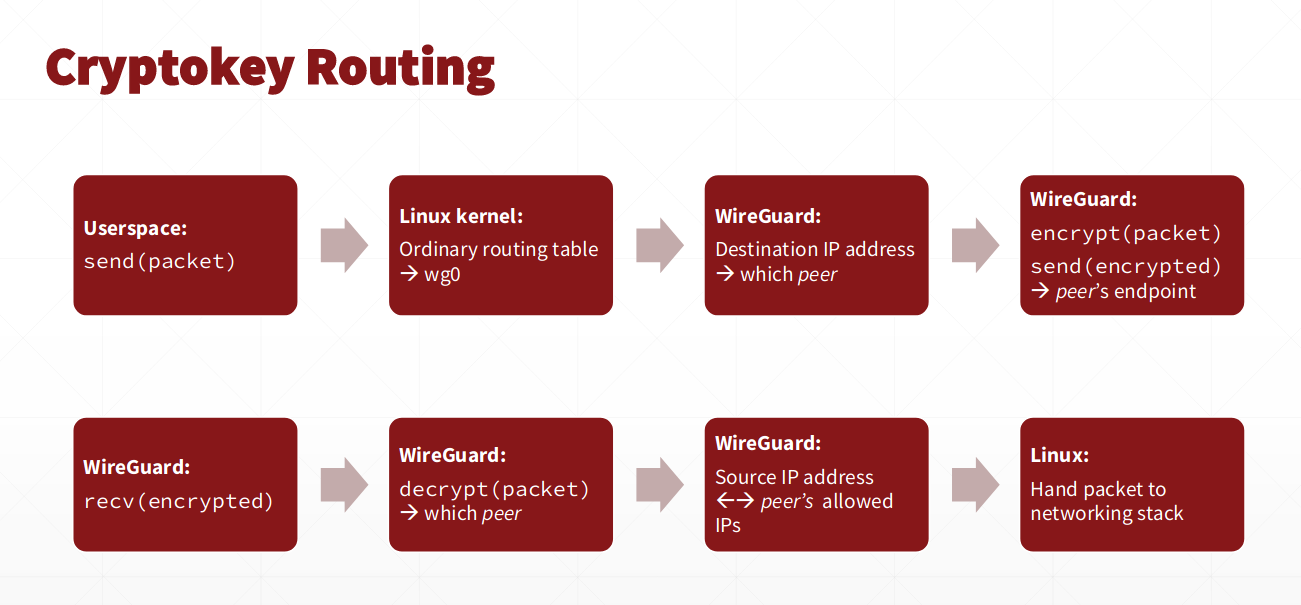 Cryptokey Routing
Userspace:
send(packet)
Linux kernel:
Ordinary routing table
→ wg0
WireGuard:
Destination IP address
→ which peer
WireGuard:
encrypt(packet)
send(encrypted)
→ peer's endpoint
WireGuard:
recv(encrypted)
WireGuard:
decrypt(packet)
→ which peer
WireGuard:
Source IP address
←→ peer's allowed
IPs
Linux:
Hand packet to
networking stack